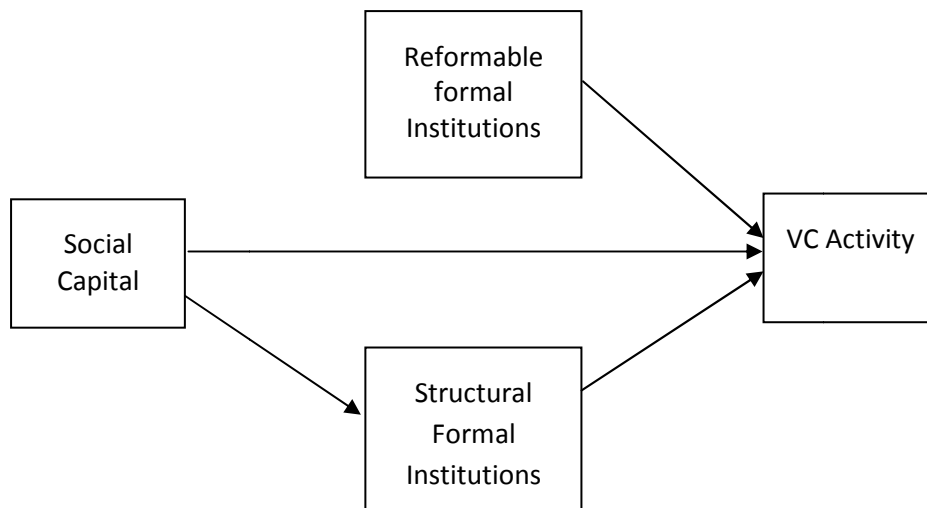 Reformable
formal
Institutions
Social
Capital
VC Activity
Structural
Formal
Institutions